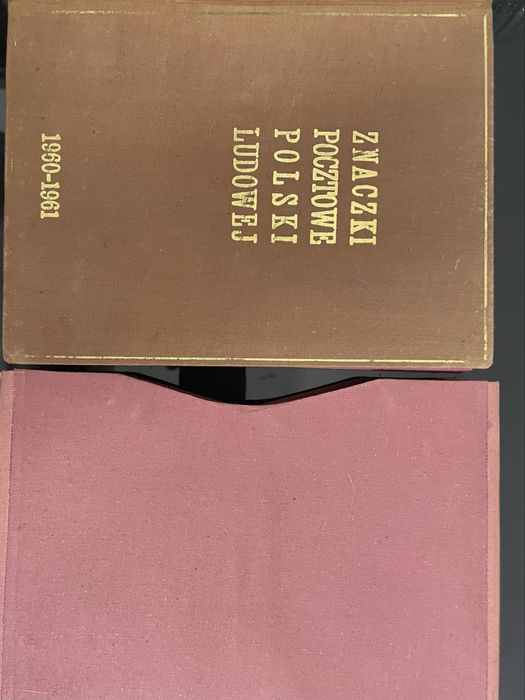 ZNACZKI
POCZTOWE
POLSKI
LUDOWEJ
1960-1961